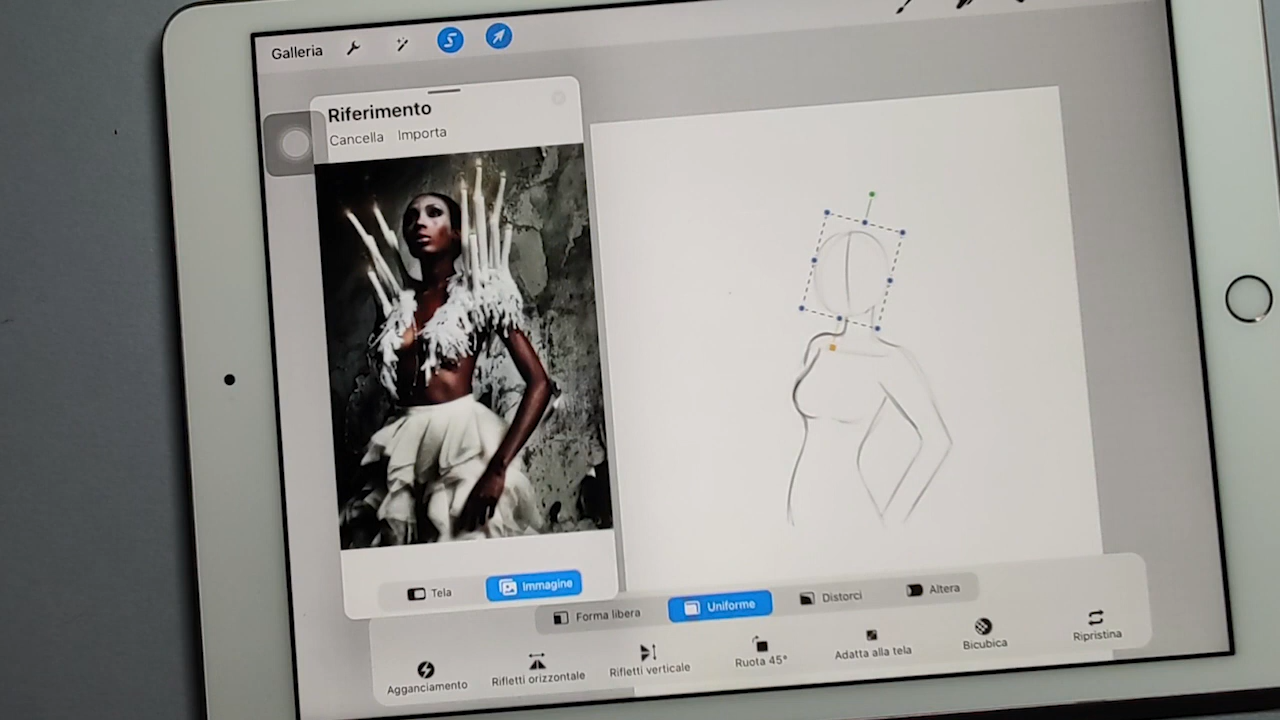 Galleria
Riferimento
Cancella Importa
Tela Immagine
Forma libera Uniforme Distorci Altera
Agganciamento Rifletti orizzontale Rifletti verticale Ruota 45° Adatta alla tela Bicubica Ripristina